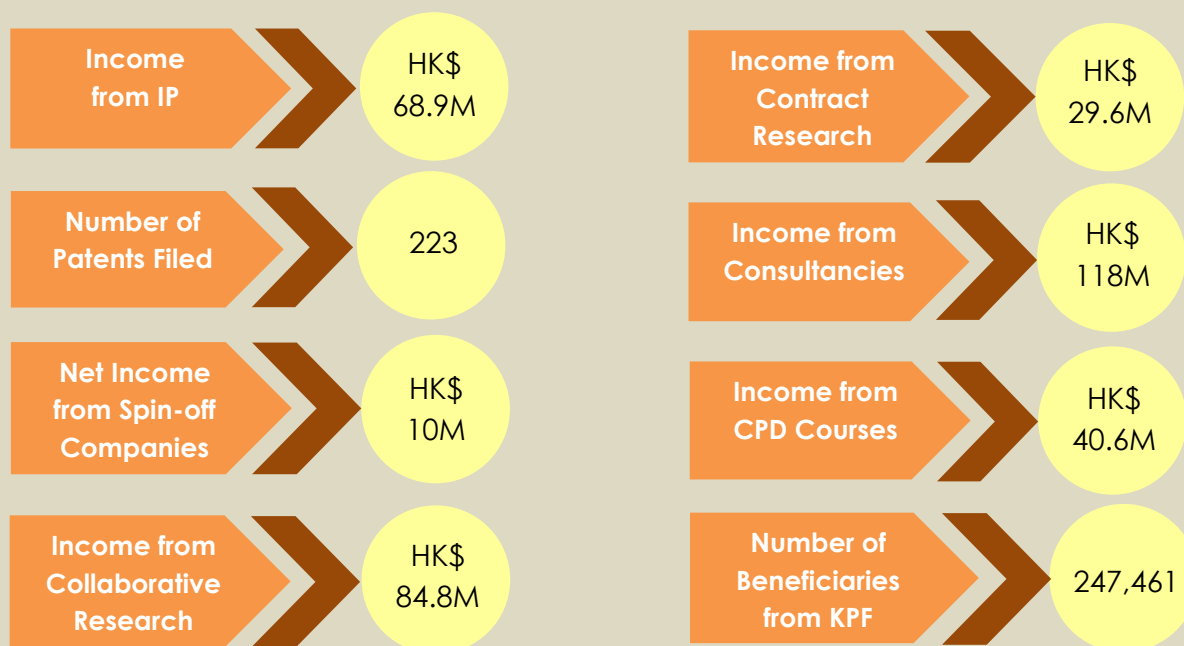 Income
from IP
HK$
68.9M
Number of
Patents Filed
223
Net Income
from Spin-off
Companies
HK$
10M
Income from
Collaborative
Research
HK$
84.8M
Income from
Contract
Research
HK$
29.6M
Income from
Consultancies
HK$
118M
Income from
CPD Courses
HK$
40.6M
Number of
Beneficiaries
from KPF
247,461